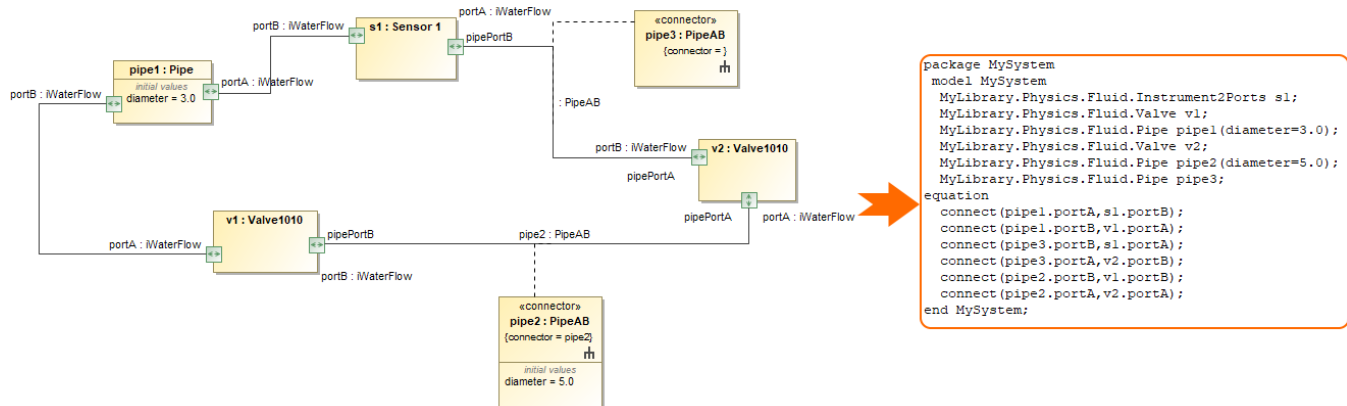 portB : iWaterFlow
s1 : Sensor 1
portA : iWaterFlow
pipePortB
«connector»
pipe3 : PipeAB
{connector = }
pipe1 : Pipe
initial values
diameter = 3.0
portB : iWaterFlow
portA : iWaterFlow
: PipeAB
portB : iWaterFlow
pipePortA
v2 : Valve1010
pipePortA
portA : iWaterFlow
v1 : Valve1010
portA : iWaterFlow
pipePortB
portB : iWaterFlow
pipe2 : PipeAB
«connector»
pipe2 : PipeAB
{connector = pipe2}
initial values
diameter = 5.0
package MySystem
model MySystem
MyLibrary.Physics.Fluid.Instrument2Ports s1;
MyLibrary.Physics.Fluid.Valve v1;
MyLibrary.Physics.Fluid.Pipe pipe1(diameter=3.0);
MyLibrary.Physics.Fluid.Valve v2;
MyLibrary.Physics.Fluid.Pipe pipe2(diameter=5.0);
MyLibrary.Physics.Fluid.Pipe pipe3;
equation
connect(pipe1.portA,s1.portB);
connect(pipe1.portB,v1.portA);
connect(pipe3.portB,s1.portA);
connect(pipe3.portA,v2.portB);
connect(pipe2.portB,v1.portB);
connect(pipe2.portA,v2.portA);
end MySystem;